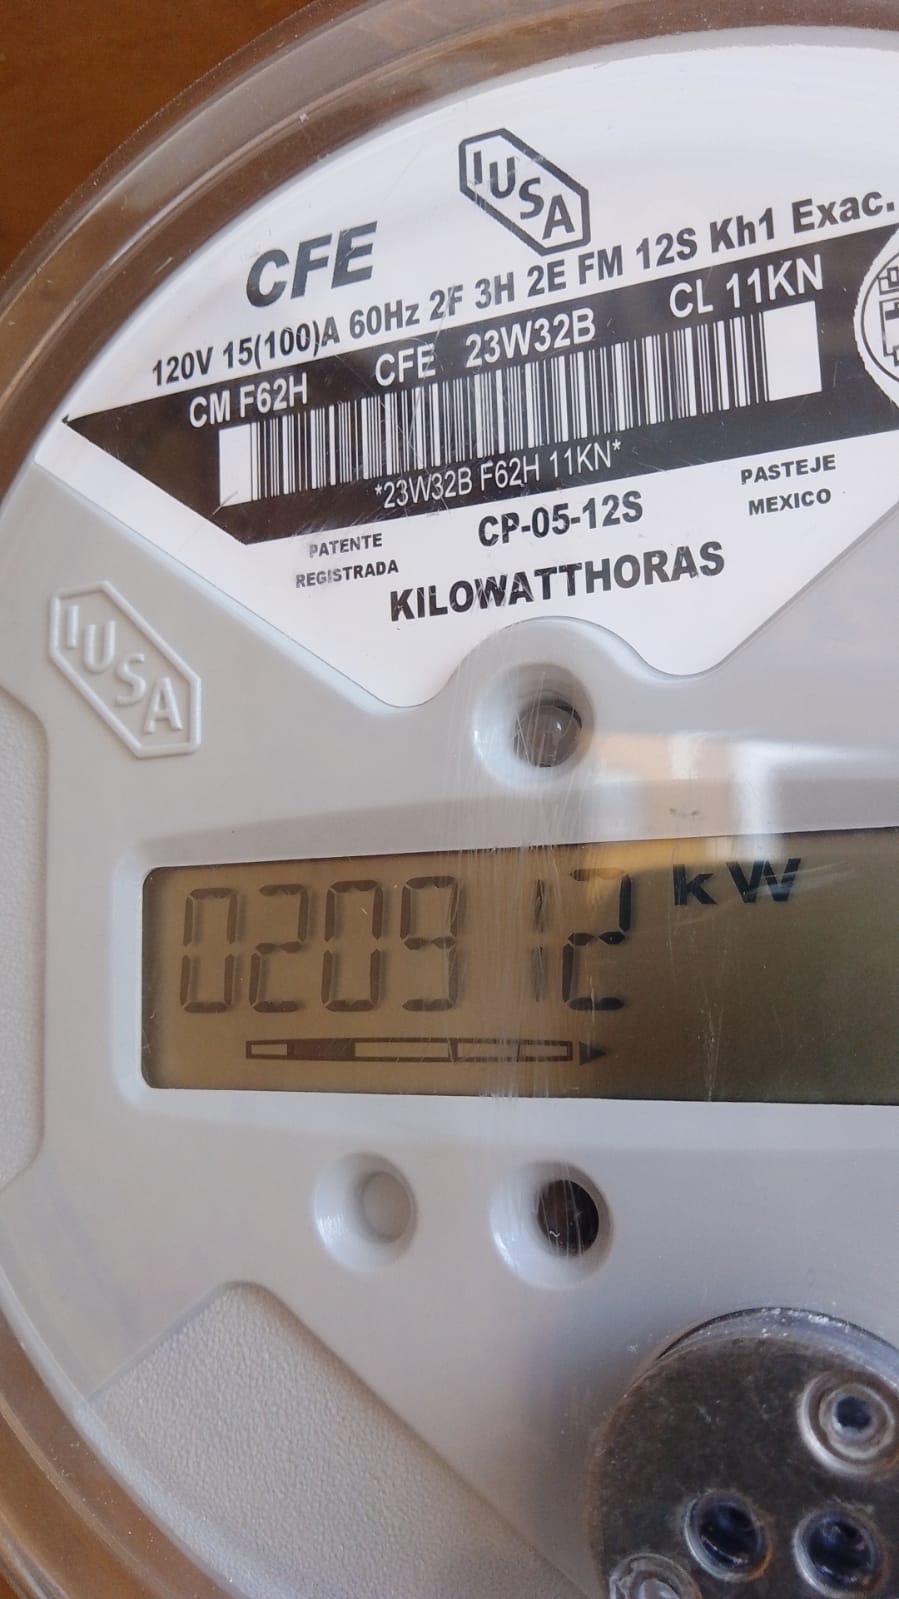 IUSA
CFE
120V 15(100)A 60Hz 2F 3H 2E FM 12S Kh1 Exac.
CM F62H CFE 23W32B CL 11KN
*23W32B F62H 11KN*
PATENTE
REGISTRADA
CP-05-12S
PASTEJE
MEXICO
KILOWATTHORAS
IUSA
020912 kW